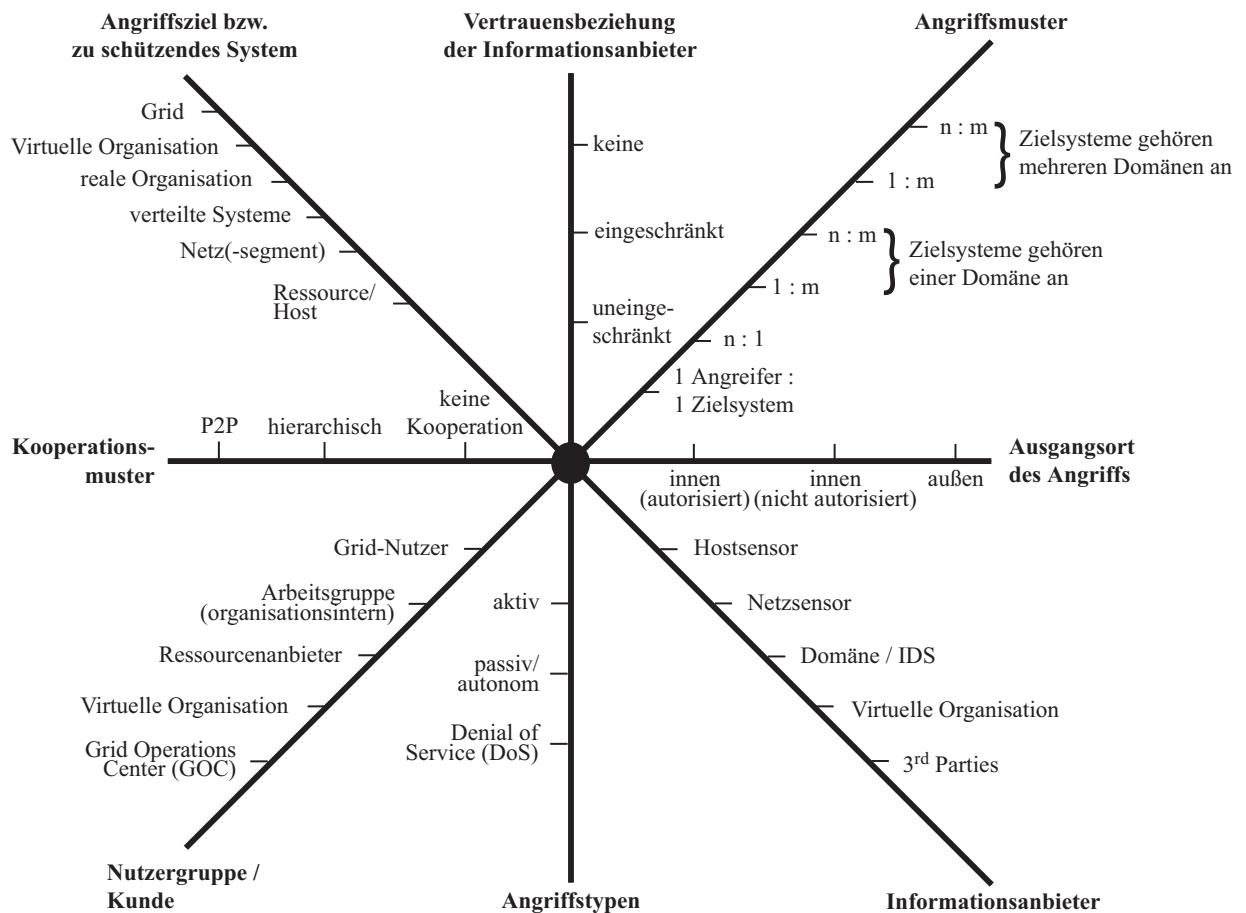 Angriffsziel bzw.
zu schützendes System
Grid
Virtuelle Organisation
reale Organisation
verteilte Systeme
Netz(-segment)
Ressource/
Host
Vertrauensbeziehung
der Informationsanbieter
keine
eingeschränkt
uneinge-
schränkt
Angriffsmuster
n : m
1 : m
Zielsysteme gehören
mehreren Domänen an
n : m
1 : m
Zielsysteme gehören
einer Domäne an
n : 1
1 Angreifer :
1 Zielsystem
Kooperations-
muster
P2P
hierarchisch
keine
Kooperation
Ausgangsort
des Angriffs
innen
(autorisiert)
innen
(nicht autorisiert)
außen
Grid-Nutzer
Arbeitsgruppe
(organisationsintern)
Ressourcenanbieter
Virtuelle Organisation
Grid Operations
Center (GOC)
Nutzergruppe /
Kunde
aktiv
passiv/
autonom
Denial of
Service (DoS)
Angriffstypen
Hostsensor
Netzsensor
Domäne / IDS
Virtuelle Organisation
3rd Parties
Informationsanbieter